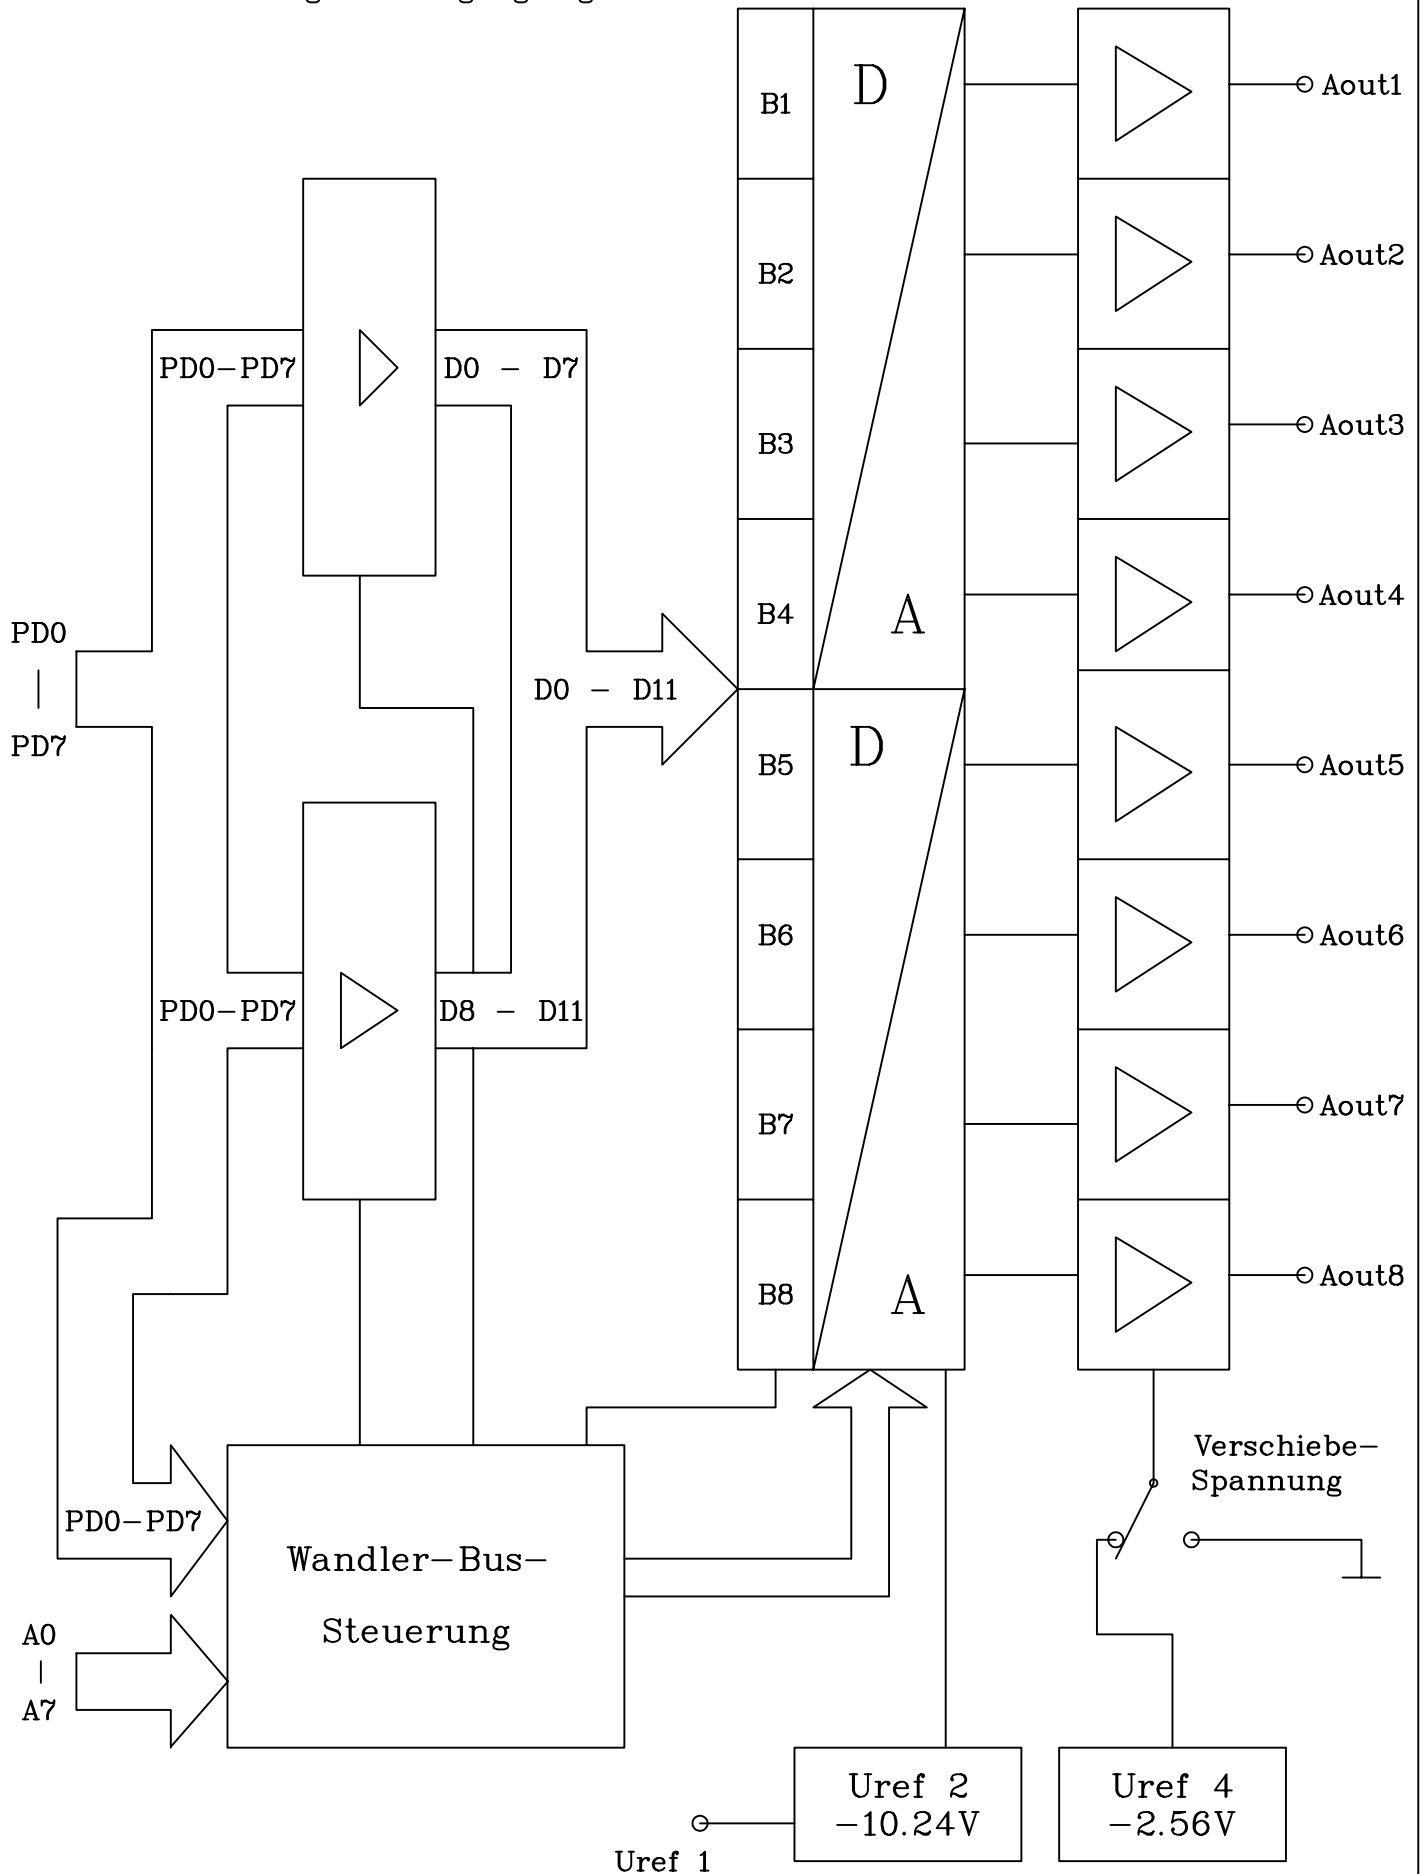 B1
D
Aout1
B2
Aout2
PD0-PD7
D0 - D7
B3
Aout3
B4
A
Aout4
PD0
|
PD7
D0 - D11
D
B5
Aout5
B6
Aout6
PD0-PD7
D8 - D11
B7
Aout7
B8
A
Aout8
Verschiebe-
Spannung
PD0-PD7
Wandler-Bus-
Steuerung
A0
|
A7
Uref 2
-10.24V
Uref 4
-2.56V
Uref 1